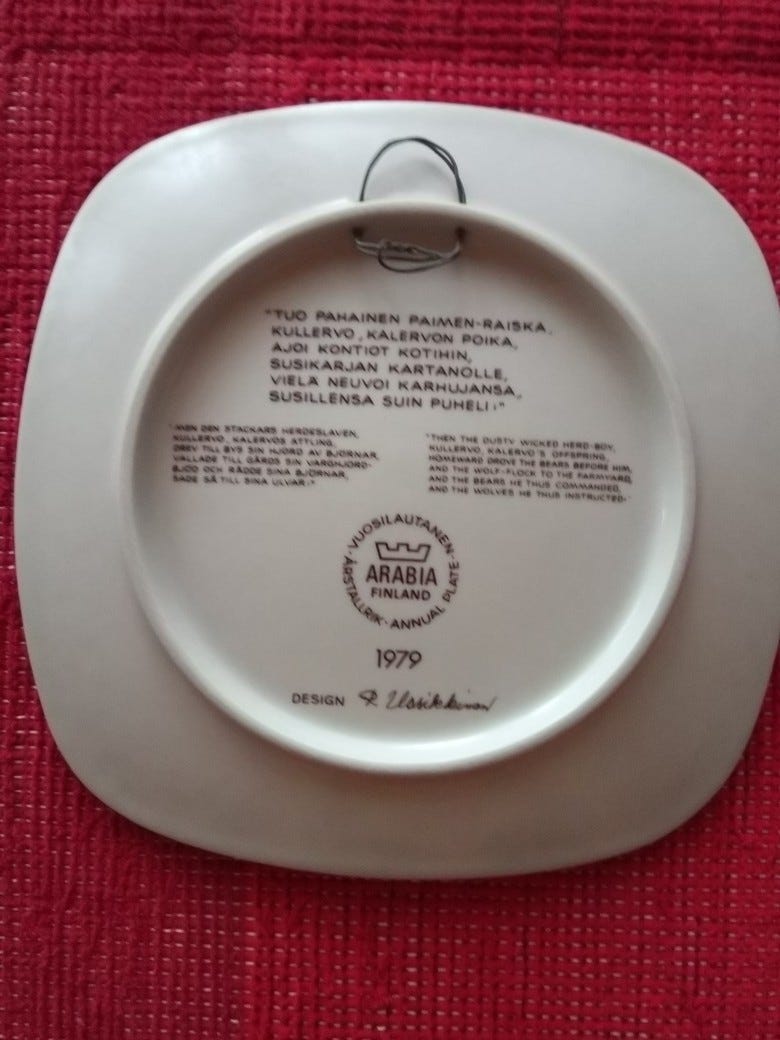 "TUO PAHAINEN PAIMEN-RAISKA,
KULLERVO, KALERVON POIKA,
AJOI KONTIOT KOTIHIN,
SUSIKARJAN KARTANOLLE,
VIELÄ NEUVOI KARHUJANSA,
SUSILLENSA SUIN PUHELI:"
"MEN DEN STACKARS HERDESLAVEN,
KULLERVO, KALERVOS ÄTTLING,
DREV TILL BYS SIN HJORD AV BJÖRNAR,
VALLADE TILL GÅRDS SIN VARGHJORD·
BJÖD OCH RÅDDE SINA BJÖRNAR,
SADE SÅ TILL SINA ULVAR:"
"THEN THE DUSTY WICKED HERD-BOY,
KULLERVO, KALERVO'S OFFSPRING,
HOMEWARD DROVE THE BEARS BEFORE HIM,
AND THE WOLF-FLOCK TO THE FARMYARD,
AND THE BEARS HE THUS COMMANDED,
AND THE WOLVES HE THUS INSTRUCTED·"
· VUOSILAUTANEN · ANNUAL PLATE · ÅRSTALLRIK
ARABIA
FINLAND
1979
DESIGN R Uosikkinen